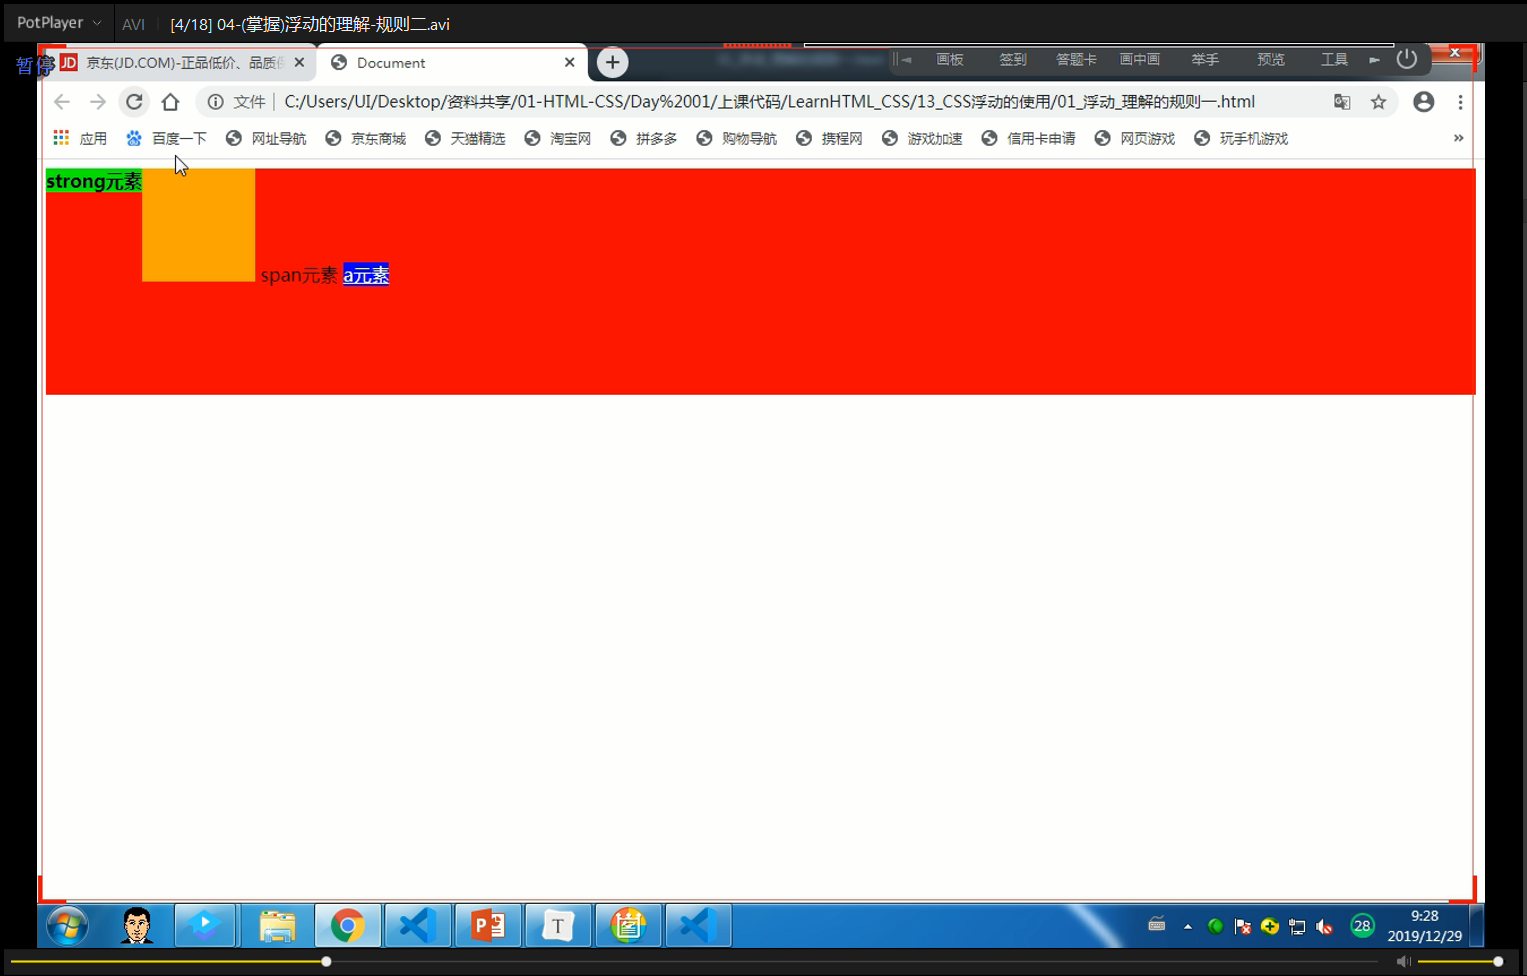 PotPlayer AVI [4/18] 04-(掌握)浮动的理解-规则二.avi
暂停
JD 京东(JD.COM)-正品低价、品质 Document
画板 签到 答题卡 画中画 举手 预览 工具
文件 C:/Users/UI/Desktop/资料共享/01-HTML-CSS/Day%2001/上课代码/LearnHTML_CSS/13_CSS浮动的使用/01_浮动_理解的规则一.html
应用 百度一下 网址导航 京东商城 天猫精选 淘宝网 拼多多 购物导航 携程网 游戏加速 信用卡申请 网页游戏 玩手机游戏 »
strong元素
span元素 a元素
P T 28
9:28
2019/12/29